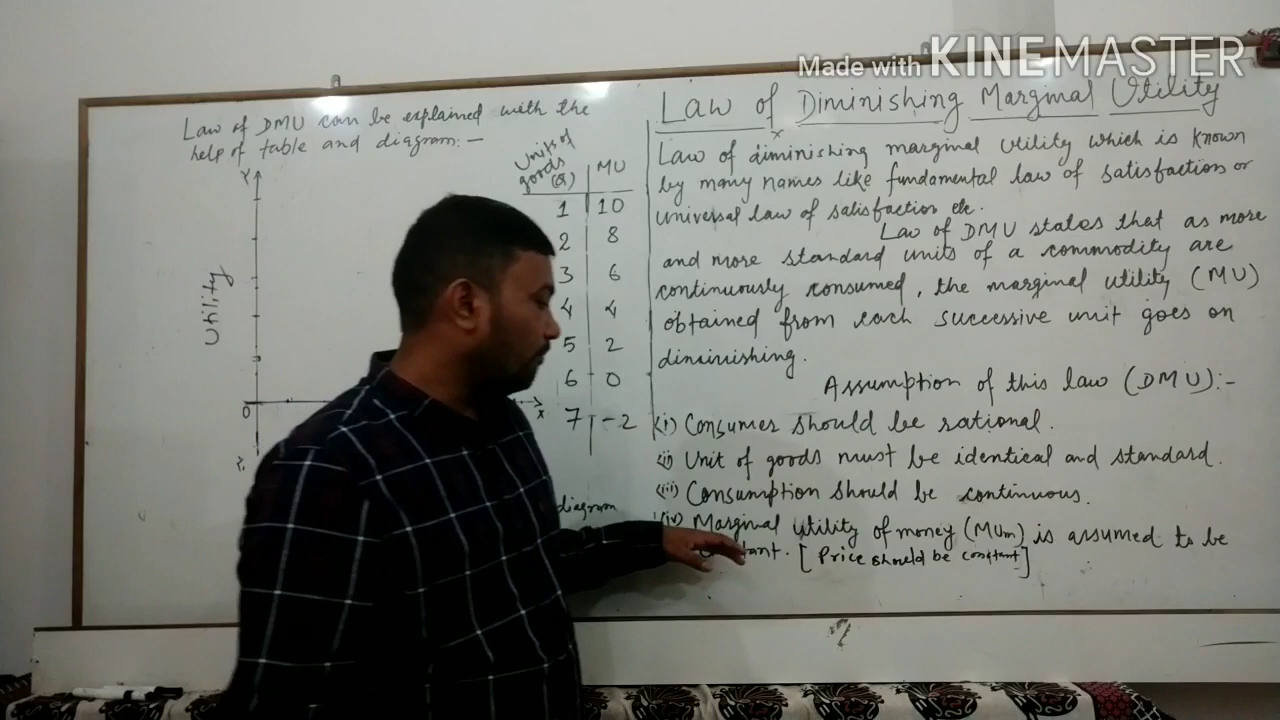 Made with KINEMASTER
Law of DMU can be explained with the
help of table and diagram:-
Y
Utility
0
X
Y,
diagram
Units of goods (Q) MU
1 10
2 8
3 6
4 4
5 2
6 0
7 -2
Law of Diminishing Marginal Utility
Law of diminishing marginal utility which is known
by many names like fundamental law of satisfaction or
universal law of satisfaction etc.
Law of DMU states that as more
and more standard units of a commodity are
continuously consumed, the marginal utility (MU)
obtained from each successive unit goes on
diminishing.
Assumption of this law (DMU):-
(i) Consumer should be rational.
(ii) Unit of goods must be identical and standard.
(iii) Consumption should be continuous.
(iv) Marginal utility of money (MUm) is assumed to be
[Price should be constant]